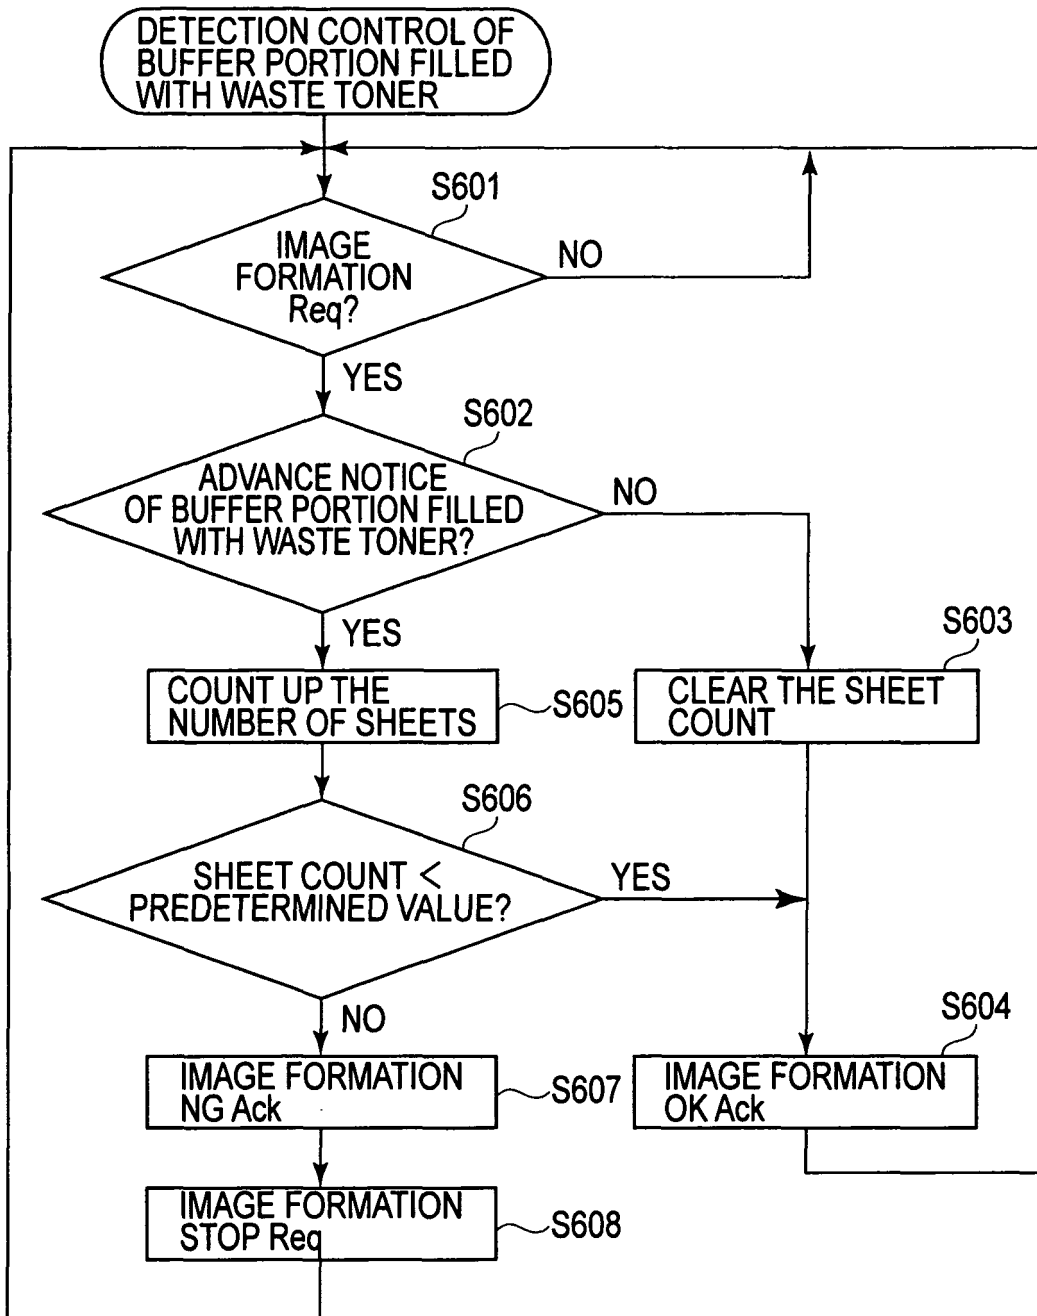 DETECTION CONTROL OF
BUFFER PORTION FILLED
WITH WASTE TONER
S601
IMAGE
FORMATION
Req?
NO
YES
S602
ADVANCE NOTICE
OF BUFFER PORTION FILLED
WITH WASTE TONER?
NO
YES
S603
COUNT UP THE
NUMBER OF SHEETS
S605
CLEAR THE SHEET
COUNT
S606
SHEET COUNT <
PREDETERMINED VALUE?
YES
NO
S604
IMAGE FORMATION
NG Ack
S607
IMAGE FORMATION
OK Ack
IMAGE FORMATION
STOP Req
S608